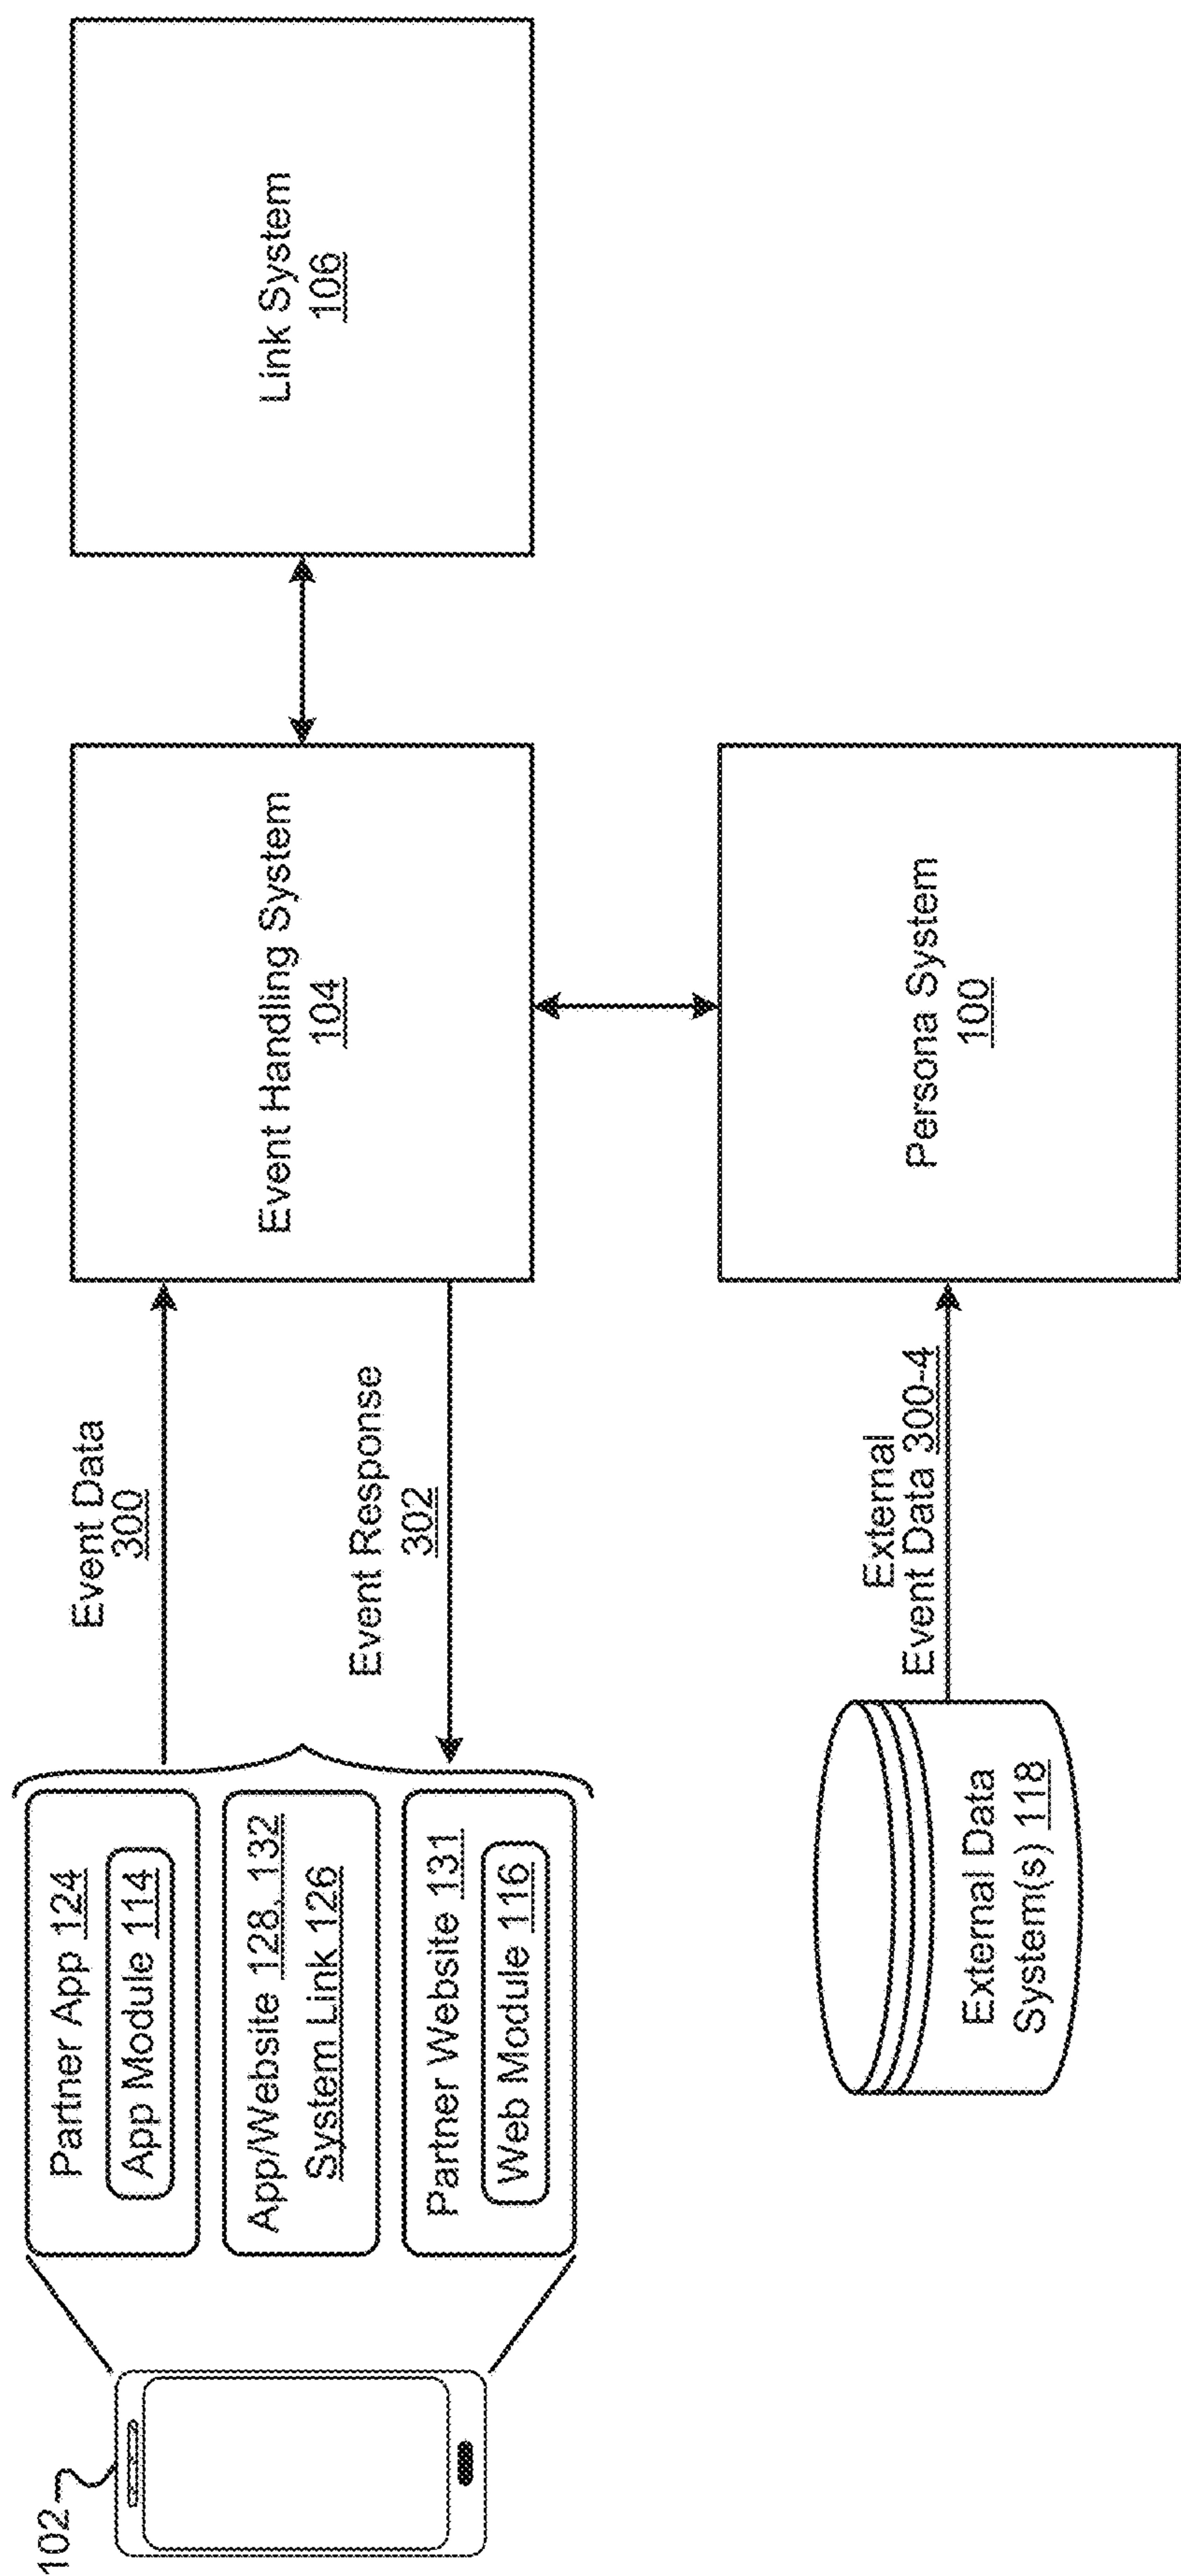 102
Partner App 124
App Module 114
App/Website 128, 132
System Link 126
Partner Website 131
Web Module 116
Event Data
300
Event Response
302
Event Handling System
104
Link System
106
External Data
System(s) 118
External
Event Data 300-4
Persona System
100